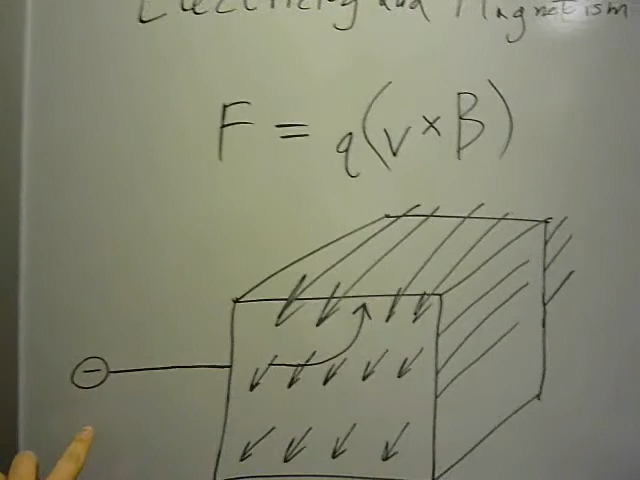 Electricity and Magnetism
F = q(v × B)
−